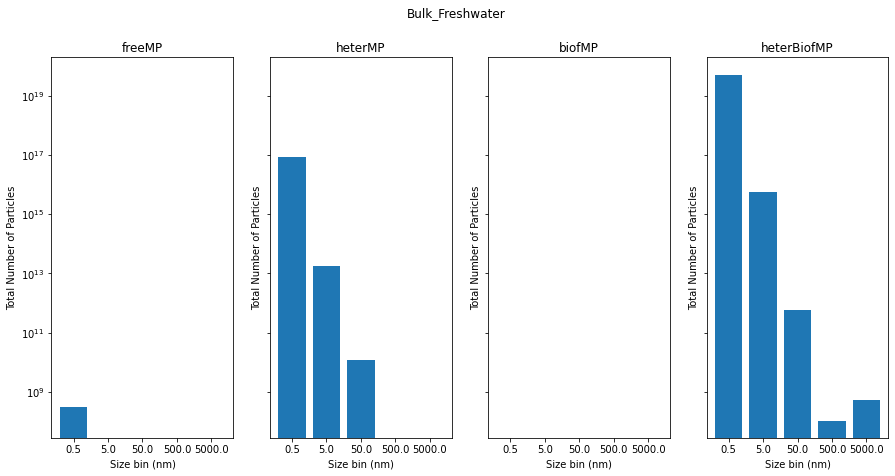 Bulk_Freshwater
freeMP
heterMP
biofMP
heterBiofMP
Total Number of Particles
10^19
10^17
10^15
10^13
10^11
10^9
0.5 5.0 50.0 500.0 5000.0
Size bin (nm)
Total Number of Particles
0.5 5.0 50.0 500.0 5000.0
Size bin (nm)
Total Number of Particles
0.5 5.0 50.0 500.0 5000.0
Size bin (nm)
Total Number of Particles
0.5 5.0 50.0 500.0 5000.0
Size bin (nm)